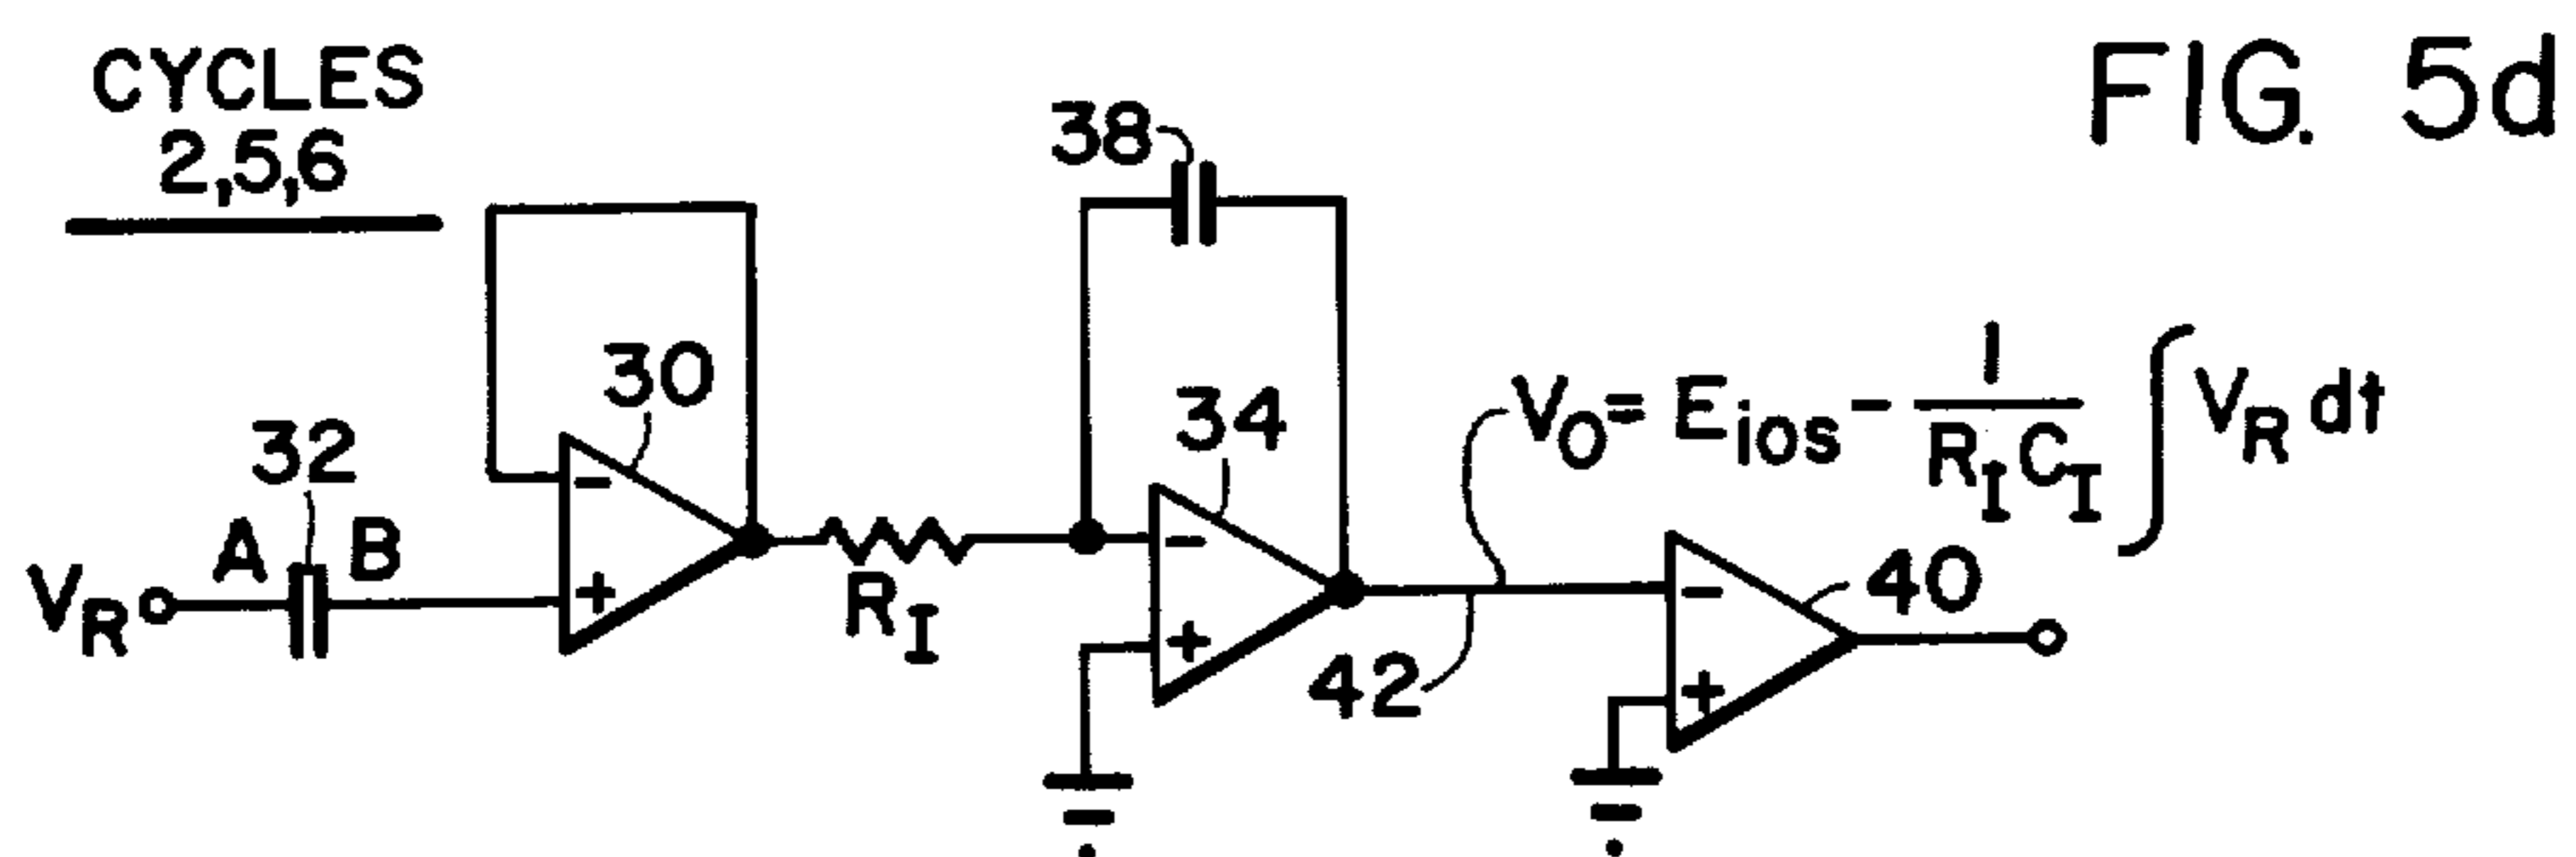 CYCLES
2,5,6
FIG. 5d
38
30
32
A
B
V_R
R_I
34
42
V_O = E_ios - 1/(R_I C_I) ∫ V_R dt
40
-
+
-
+
-
+